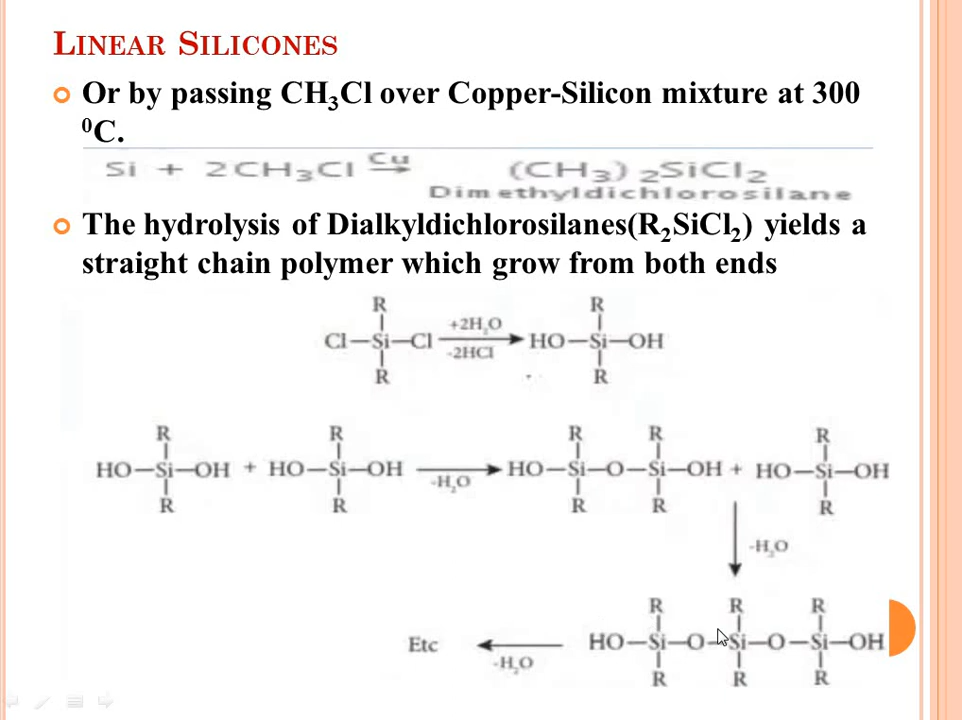 LINEAR SILICONES
Or by passing CH₃Cl over Copper-Silicon mixture at 300
⁰C.
Si + 2CH₃Cl Cu→ (CH₃)₂SiCl₂
Dimethyldichlorosilane
The hydrolysis of Dialkyldichlorosilanes(R₂SiCl₂) yields a
straight chain polymer which grow from both ends
R R
+2H₂O
Cl—Si—Cl → HO—Si—OH
-2HCl
R R
R R R R R
HO—Si—OH + HO—Si—OH → HO—Si—O—Si—OH + HO—Si—OH
-H₂O
R R R R R
-H₂O
R R R
Etc ← HO—Si—O—Si—O—Si—OH
-H₂O
R R R